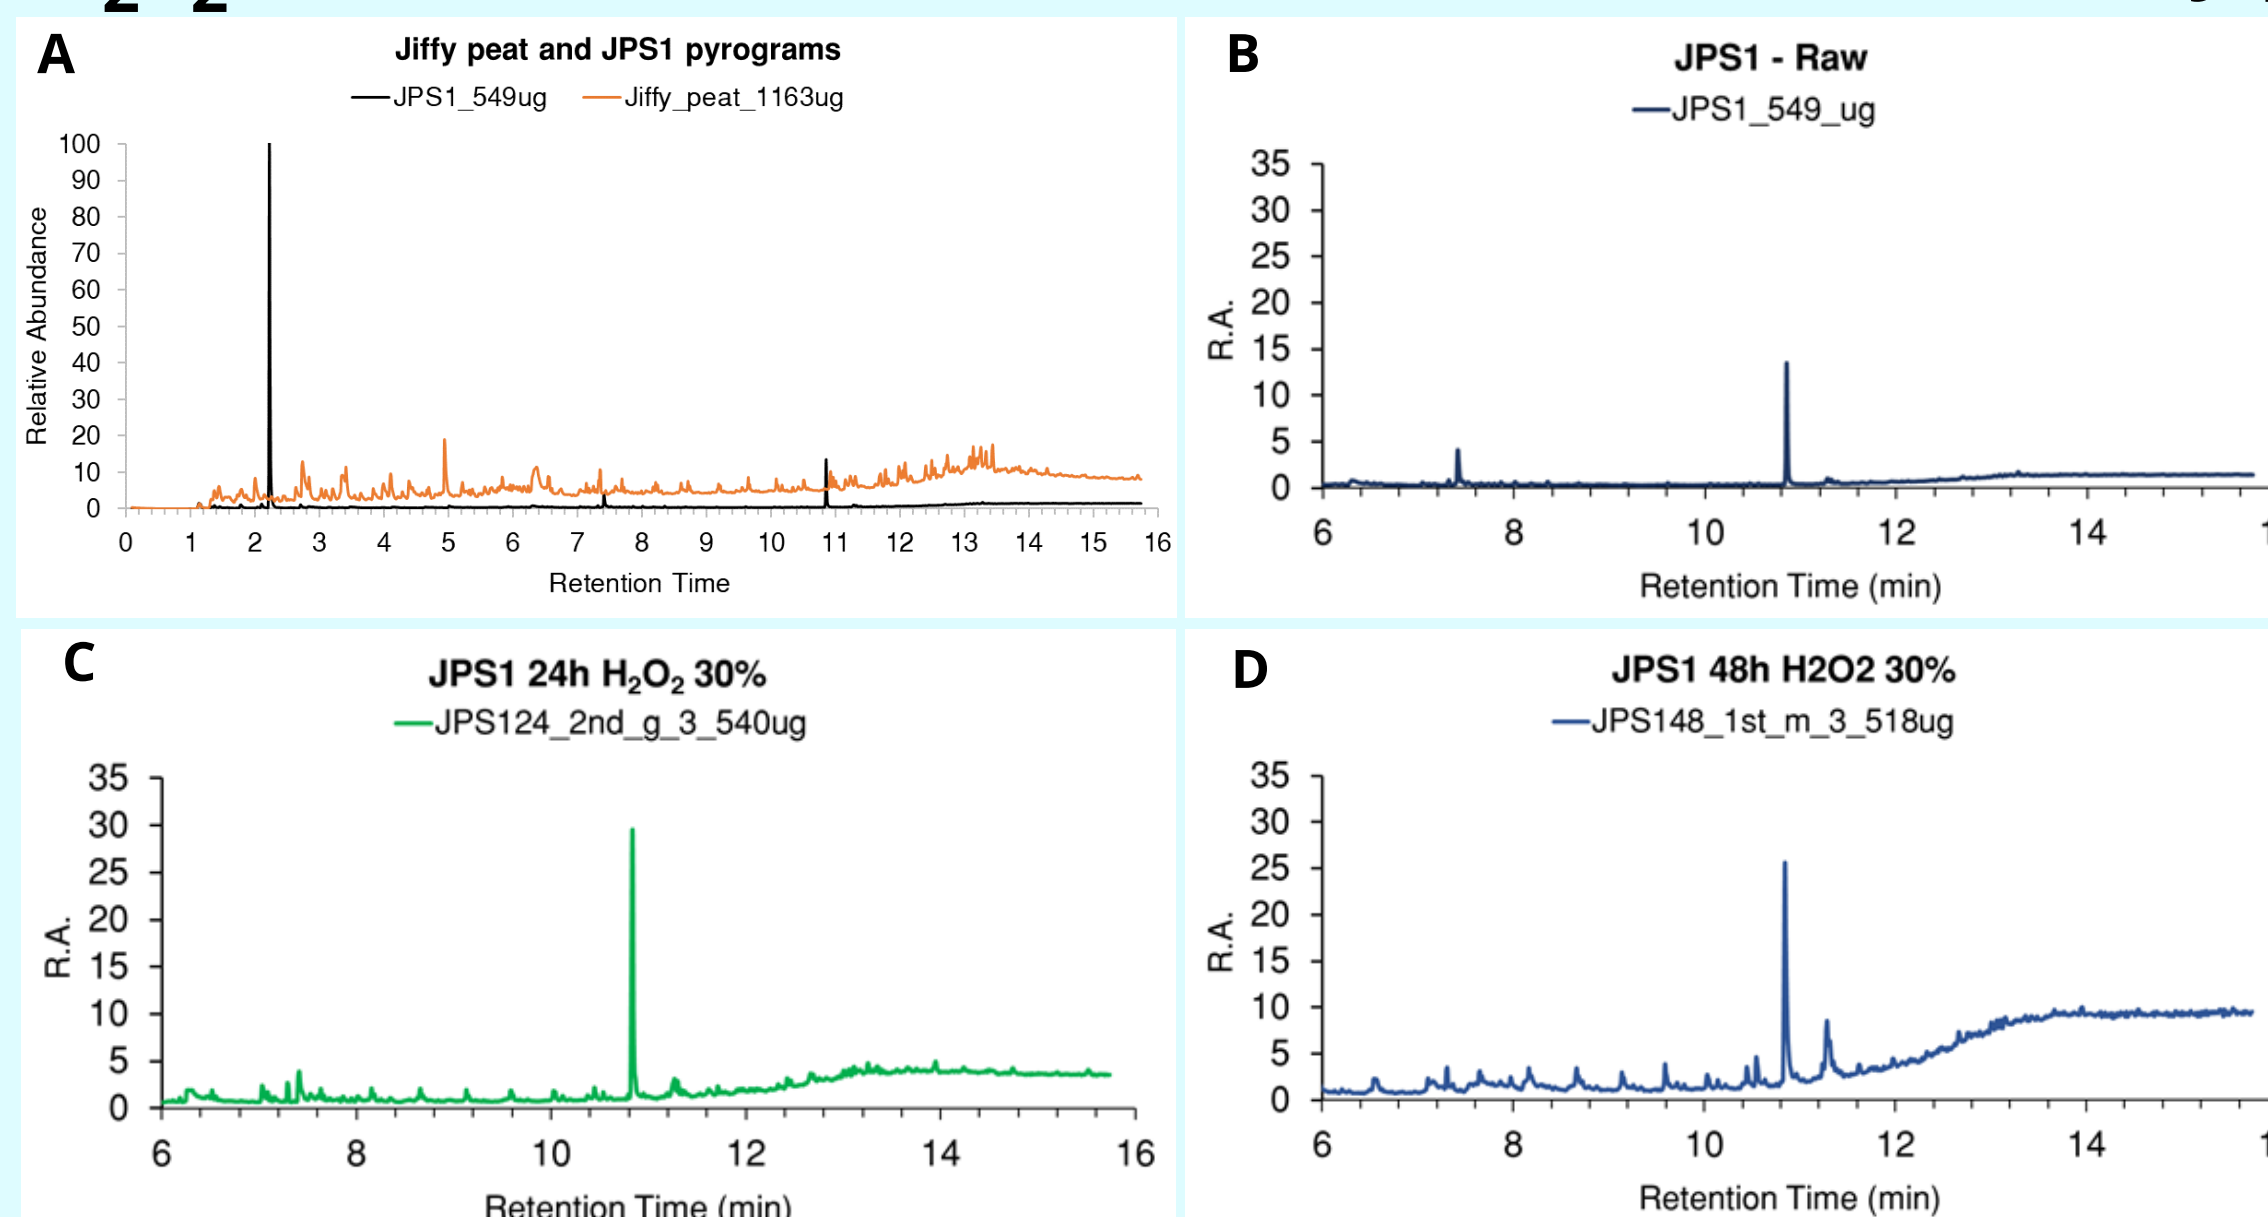 2 2
A
Jiffy peat and JPS1 pyrograms
JPS1_549ug Jiffy_peat_1163ug
100
90
80
70
60
50
40
30
20
10
0
Relative Abundance
0 1 2 3 4 5 6 7 8 9 10 11 12 13 14 15 16
Retention Time
B
JPS1 - Raw
JPS1_549_ug
35
30
25
20
15
10
5
0
R.A.
6 8 10 12 14
Retention Time (min)
C
JPS1 24h H₂O₂ 30%
JPS124_2nd_g_3_540ug
35
30
25
20
15
10
5
0
R.A.
6 8 10 12 14 16
Retention Time (min)
D
JPS1 48h H2O2 30%
JPS148_1st_m_3_518ug
35
30
25
20
15
10
5
0
R.A.
6 8 10 12 14
Retention Time (min)